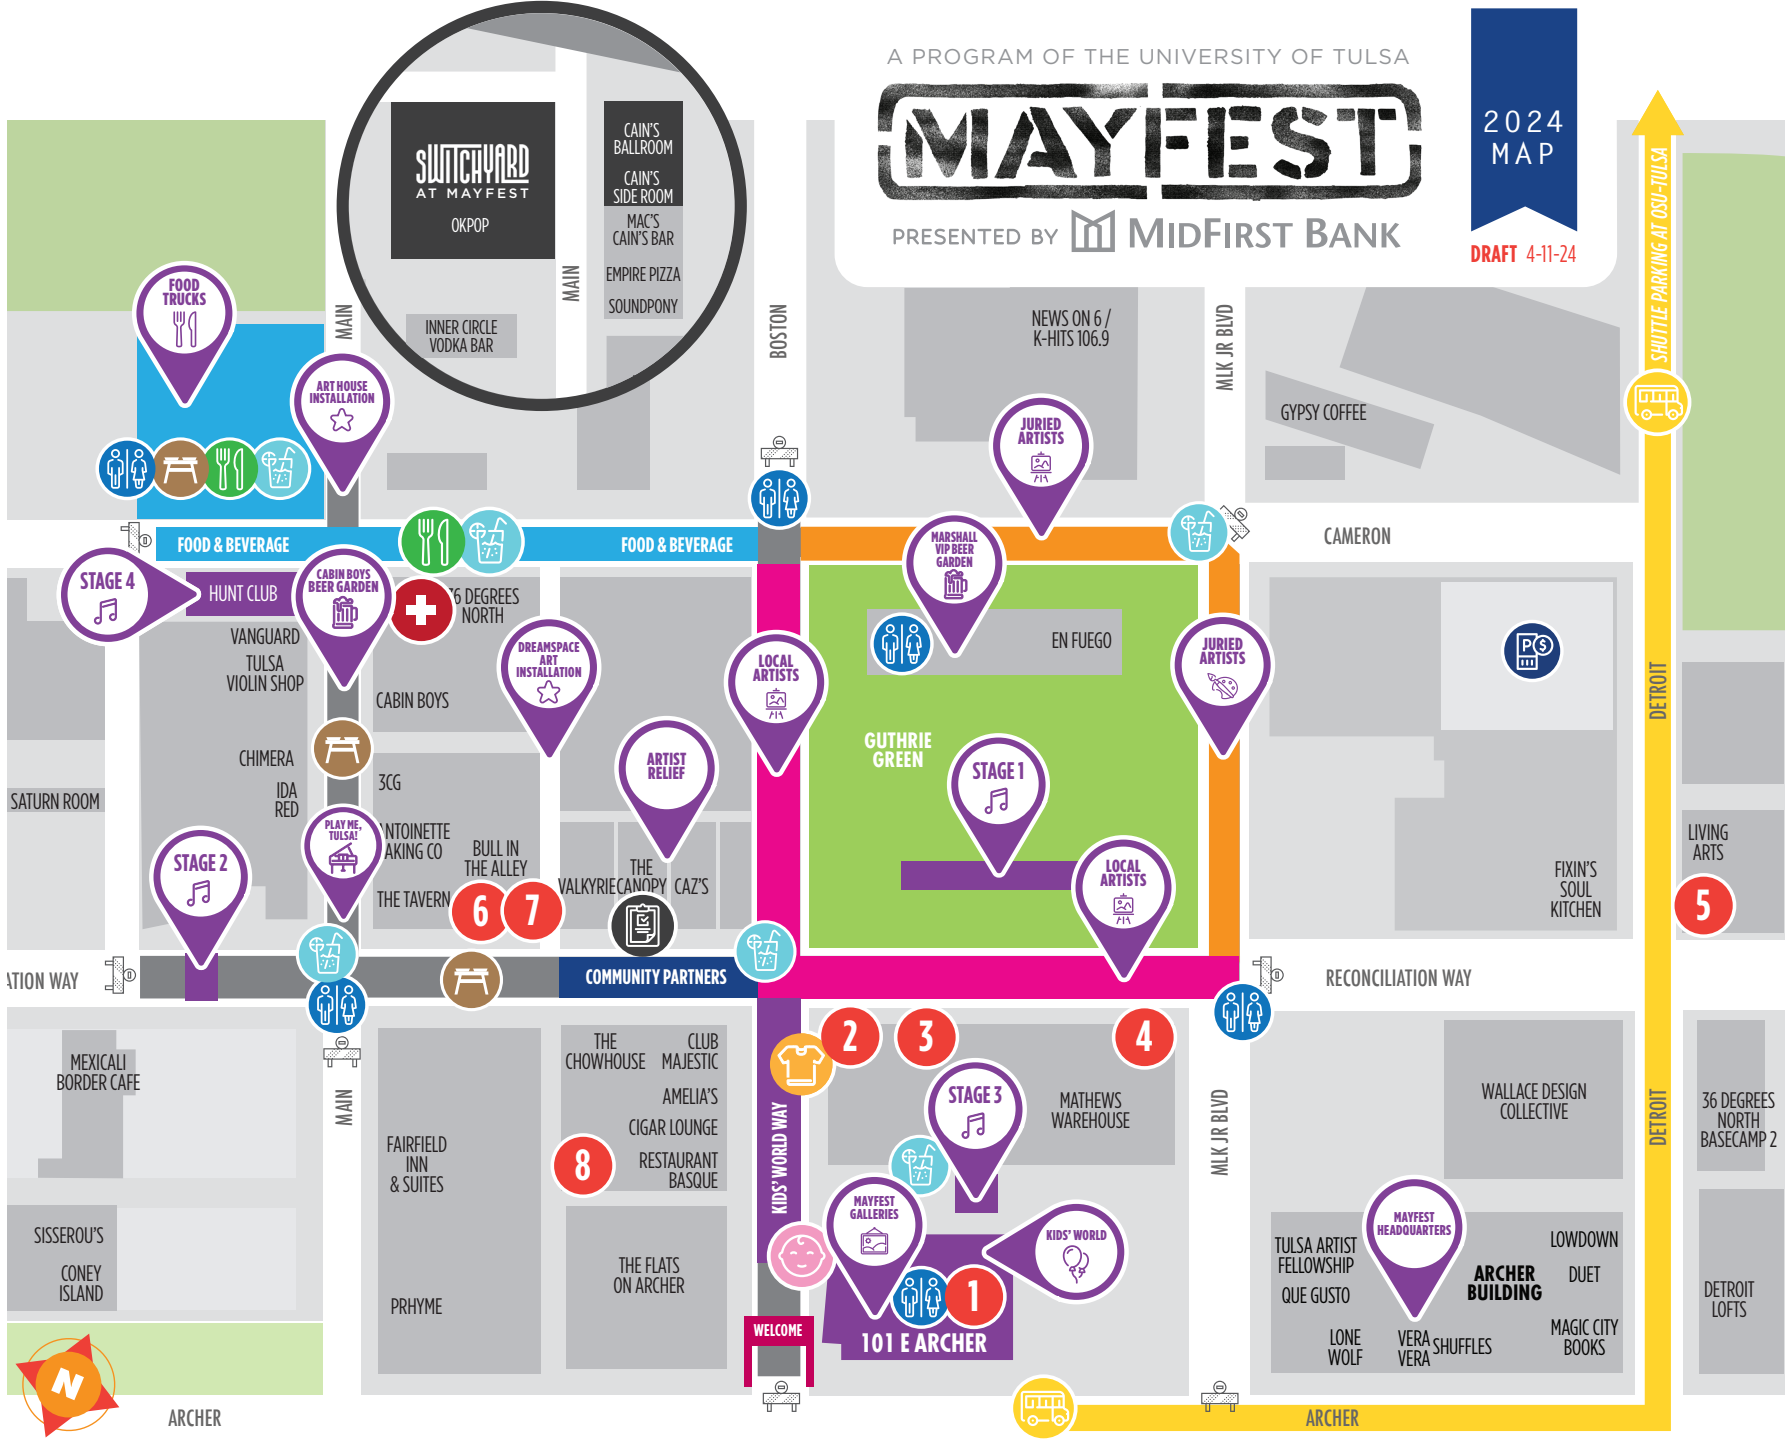 A PROGRAM OF THE UNIVERSITY OF TULSA
MAYFEST
PRESENTED BY MIDFIRST BANK
2024
MAP
DRAFT 4-11-24
SHUTTLE PARKING AT OSU-TULSA
SWITCHYARD
AT MAYFEST
OKPOP
CAIN'S
BALLROOM
CAIN'S
SIDE ROOM
MAC'S
CAIN'S BAR
EMPIRE PIZZA
SOUNDPONY
MAIN
INNER CIRCLE
VODKA BAR
FOOD
TRUCKS
MAIN
ART HOUSE
INSTALLATION
BOSTON
NEWS ON 6 /
K-HITS 106.9
MLK JR BLVD
GYPSY COFFEE
JURIED
ARTISTS
FOOD & BEVERAGE
FOOD & BEVERAGE
CAMERON
MARSHALL
VIP BEER
GARDEN
STAGE 4
HUNT CLUB
CABIN BOYS
BEER GARDEN
36 DEGREES
NORTH
VANGUARD
TULSA
VIOLIN SHOP
CABIN BOYS
DREAMSPACE
ART
INSTALLATION
LOCAL
ARTISTS
EN FUEGO
JURIED
ARTISTS
P$
DETROIT
GUTHRIE
GREEN
CHIMERA
IDA
RED
3CG
ARTIST
RELIEF
STAGE 1
SATURN ROOM
PLAY ME,
TULSA!
ANTOINETTE
BAKING CO
BULL IN
THE ALLEY
STAGE 2
THE TAVERN
6
7
THE
VALKYRIE
CANOPY
CAZ'S
LOCAL
ARTISTS
FIXIN'S
SOUL
KITCHEN
LIVING
ARTS
5
ATION WAY
COMMUNITY PARTNERS
RECONCILIATION WAY
MEXICALI
BORDER CAFE
THE
CHOWHOUSE
CLUB
MAJESTIC
AMELIA'S
CIGAR LOUNGE
RESTAURANT
BASQUE
8
2
3
4
STAGE 3
MATHEWS
WAREHOUSE
MLK JR BLVD
WALLACE DESIGN
COLLECTIVE
DETROIT
36 DEGREES
NORTH
BASECAMP 2
MAIN
FAIRFIELD
INN
& SUITES
KIDS' WORLD WAY
MAYFEST
GALLERIES
KIDS' WORLD
MAYFEST
HEADQUARTERS
SISSEROU'S
CONEY
ISLAND
THE FLATS
ON ARCHER
PRHYME
1
101 E ARCHER
WELCOME
TULSA ARTIST
FELLOWSHIP
QUE GUSTO
LONE
WOLF
VERA
VERA
SHUFFLES
ARCHER
BUILDING
LOWDOWN
DUET
MAGIC CITY
BOOKS
DETROIT
LOFTS
N
ARCHER
ARCHER